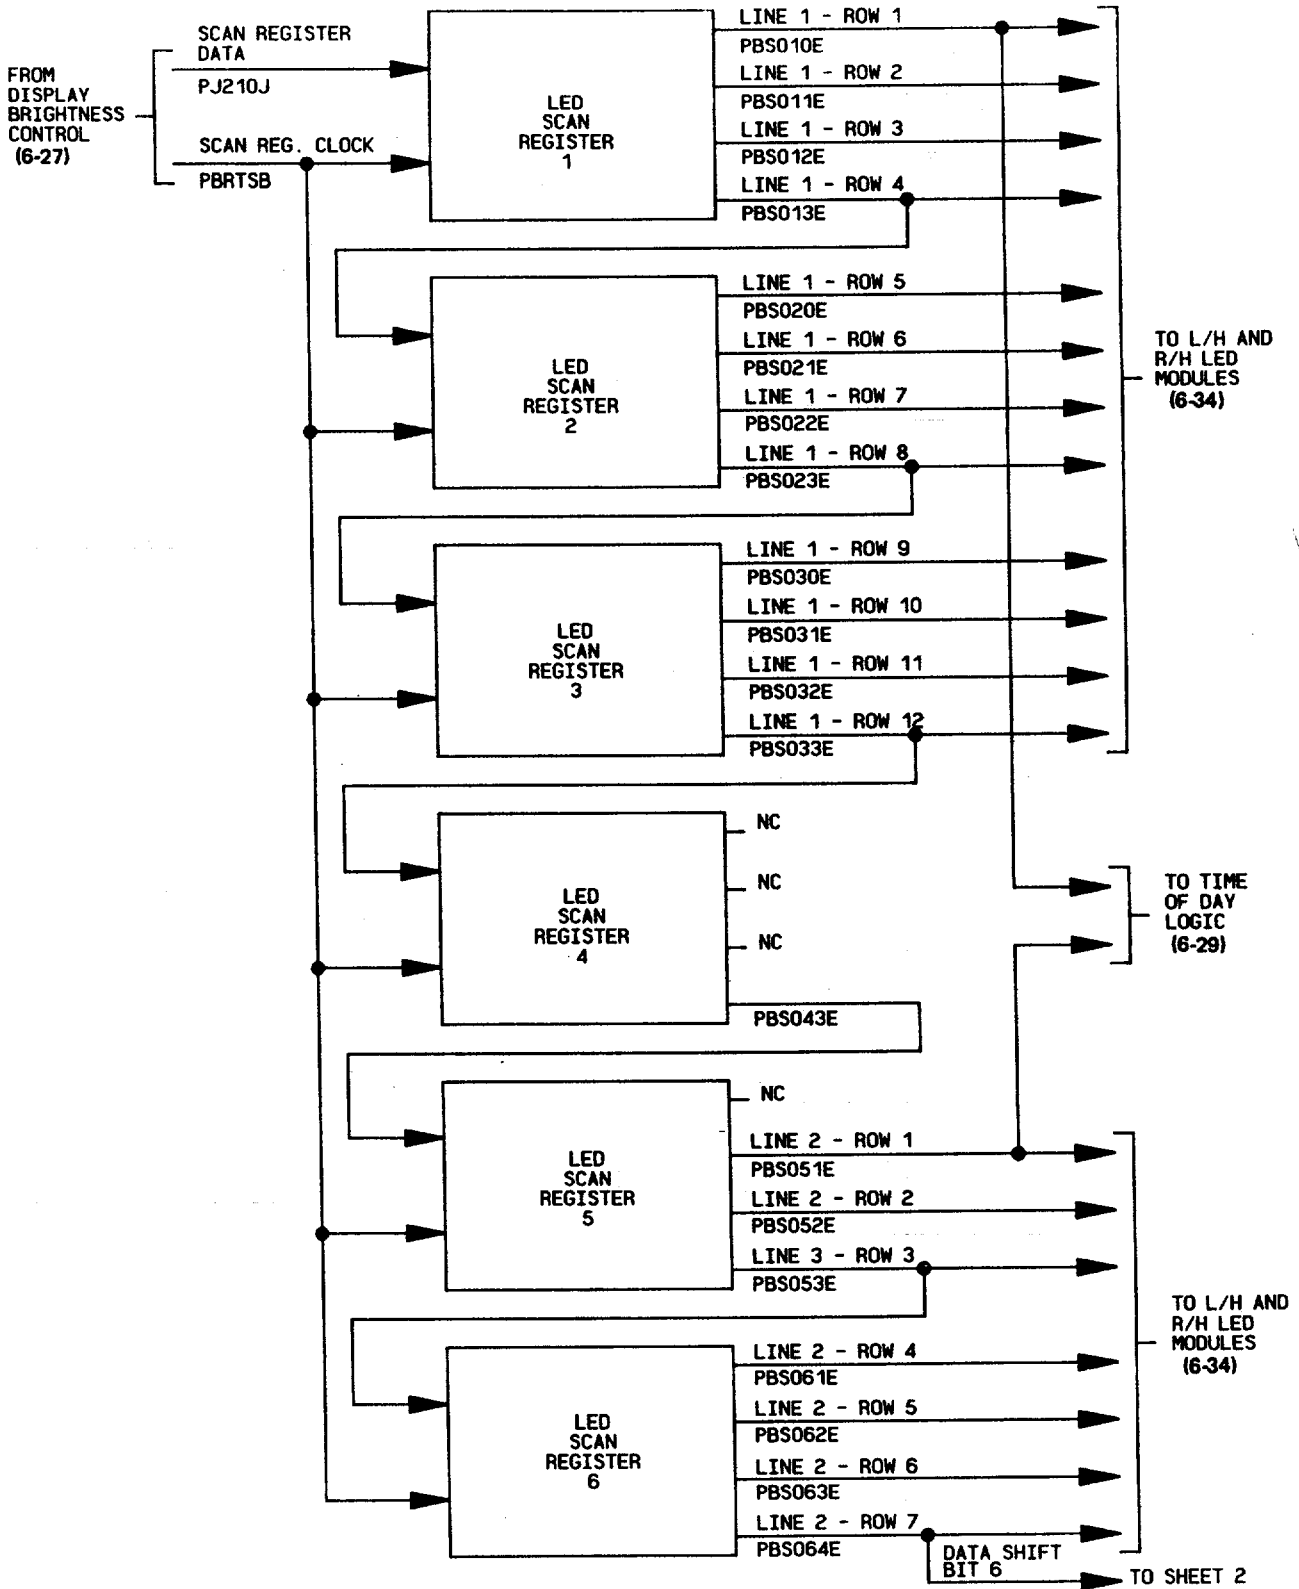 SCAN REGISTER
DATA
PJ210J
FROM
DISPLAY
BRIGHTNESS
CONTROL
(6-27)
SCAN REG. CLOCK
PBRTSB
LED
SCAN
REGISTER
1
LINE 1 - ROW 1
PBS010E
LINE 1 - ROW 2
PBS011E
LINE 1 - ROW 3
PBS012E
LINE 1 - ROW 4
PBS013E
LED
SCAN
REGISTER
2
LINE 1 - ROW 5
PBS020E
LINE 1 - ROW 6
PBS021E
LINE 1 - ROW 7
PBS022E
LINE 1 - ROW 8
PBS023E
TO L/H AND
R/H LED
MODULES
(6-34)
LED
SCAN
REGISTER
3
LINE 1 - ROW 9
PBS030E
LINE 1 - ROW 10
PBS031E
LINE 1 - ROW 11
PBS032E
LINE 1 - ROW 12
PBS033E
LED
SCAN
REGISTER
4
NC
NC
NC
PBS043E
TO TIME
OF DAY
LOGIC
(6-29)
LED
SCAN
REGISTER
5
NC
LINE 2 - ROW 1
PBS051E
LINE 2 - ROW 2
PBS052E
LINE 3 - ROW 3
PBS053E
TO L/H AND
R/H LED
MODULES
(6-34)
LED
SCAN
REGISTER
6
LINE 2 - ROW 4
PBS061E
LINE 2 - ROW 5
PBS062E
LINE 2 - ROW 6
PBS063E
LINE 2 - ROW 7
PBS064E
DATA SHIFT
BIT 6
TO SHEET 2